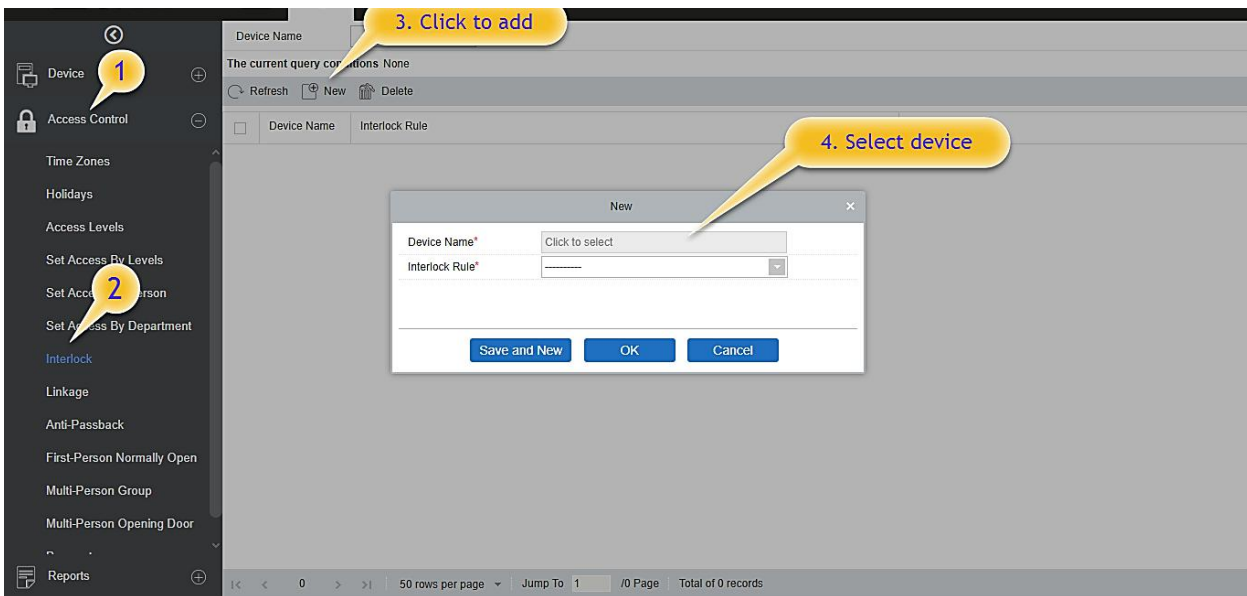 3. Click to add
Device Name
1
Device
The current query conditions None
Refresh New Delete
Access Control
Device Name Interlock Rule
4. Select device
Time Zones
Holidays
Access Levels
Set Access By Levels
Set Acce erson
2
Set Access By Department
Interlock
Linkage
Anti-Passback
First-Person Normally Open
Multi-Person Group
Multi-Person Opening Door
Reports
New
Device Name* Click to select
Interlock Rule* ----------
Save and New OK Cancel
0 50 rows per page Jump To 1 /0 Page Total of 0 records